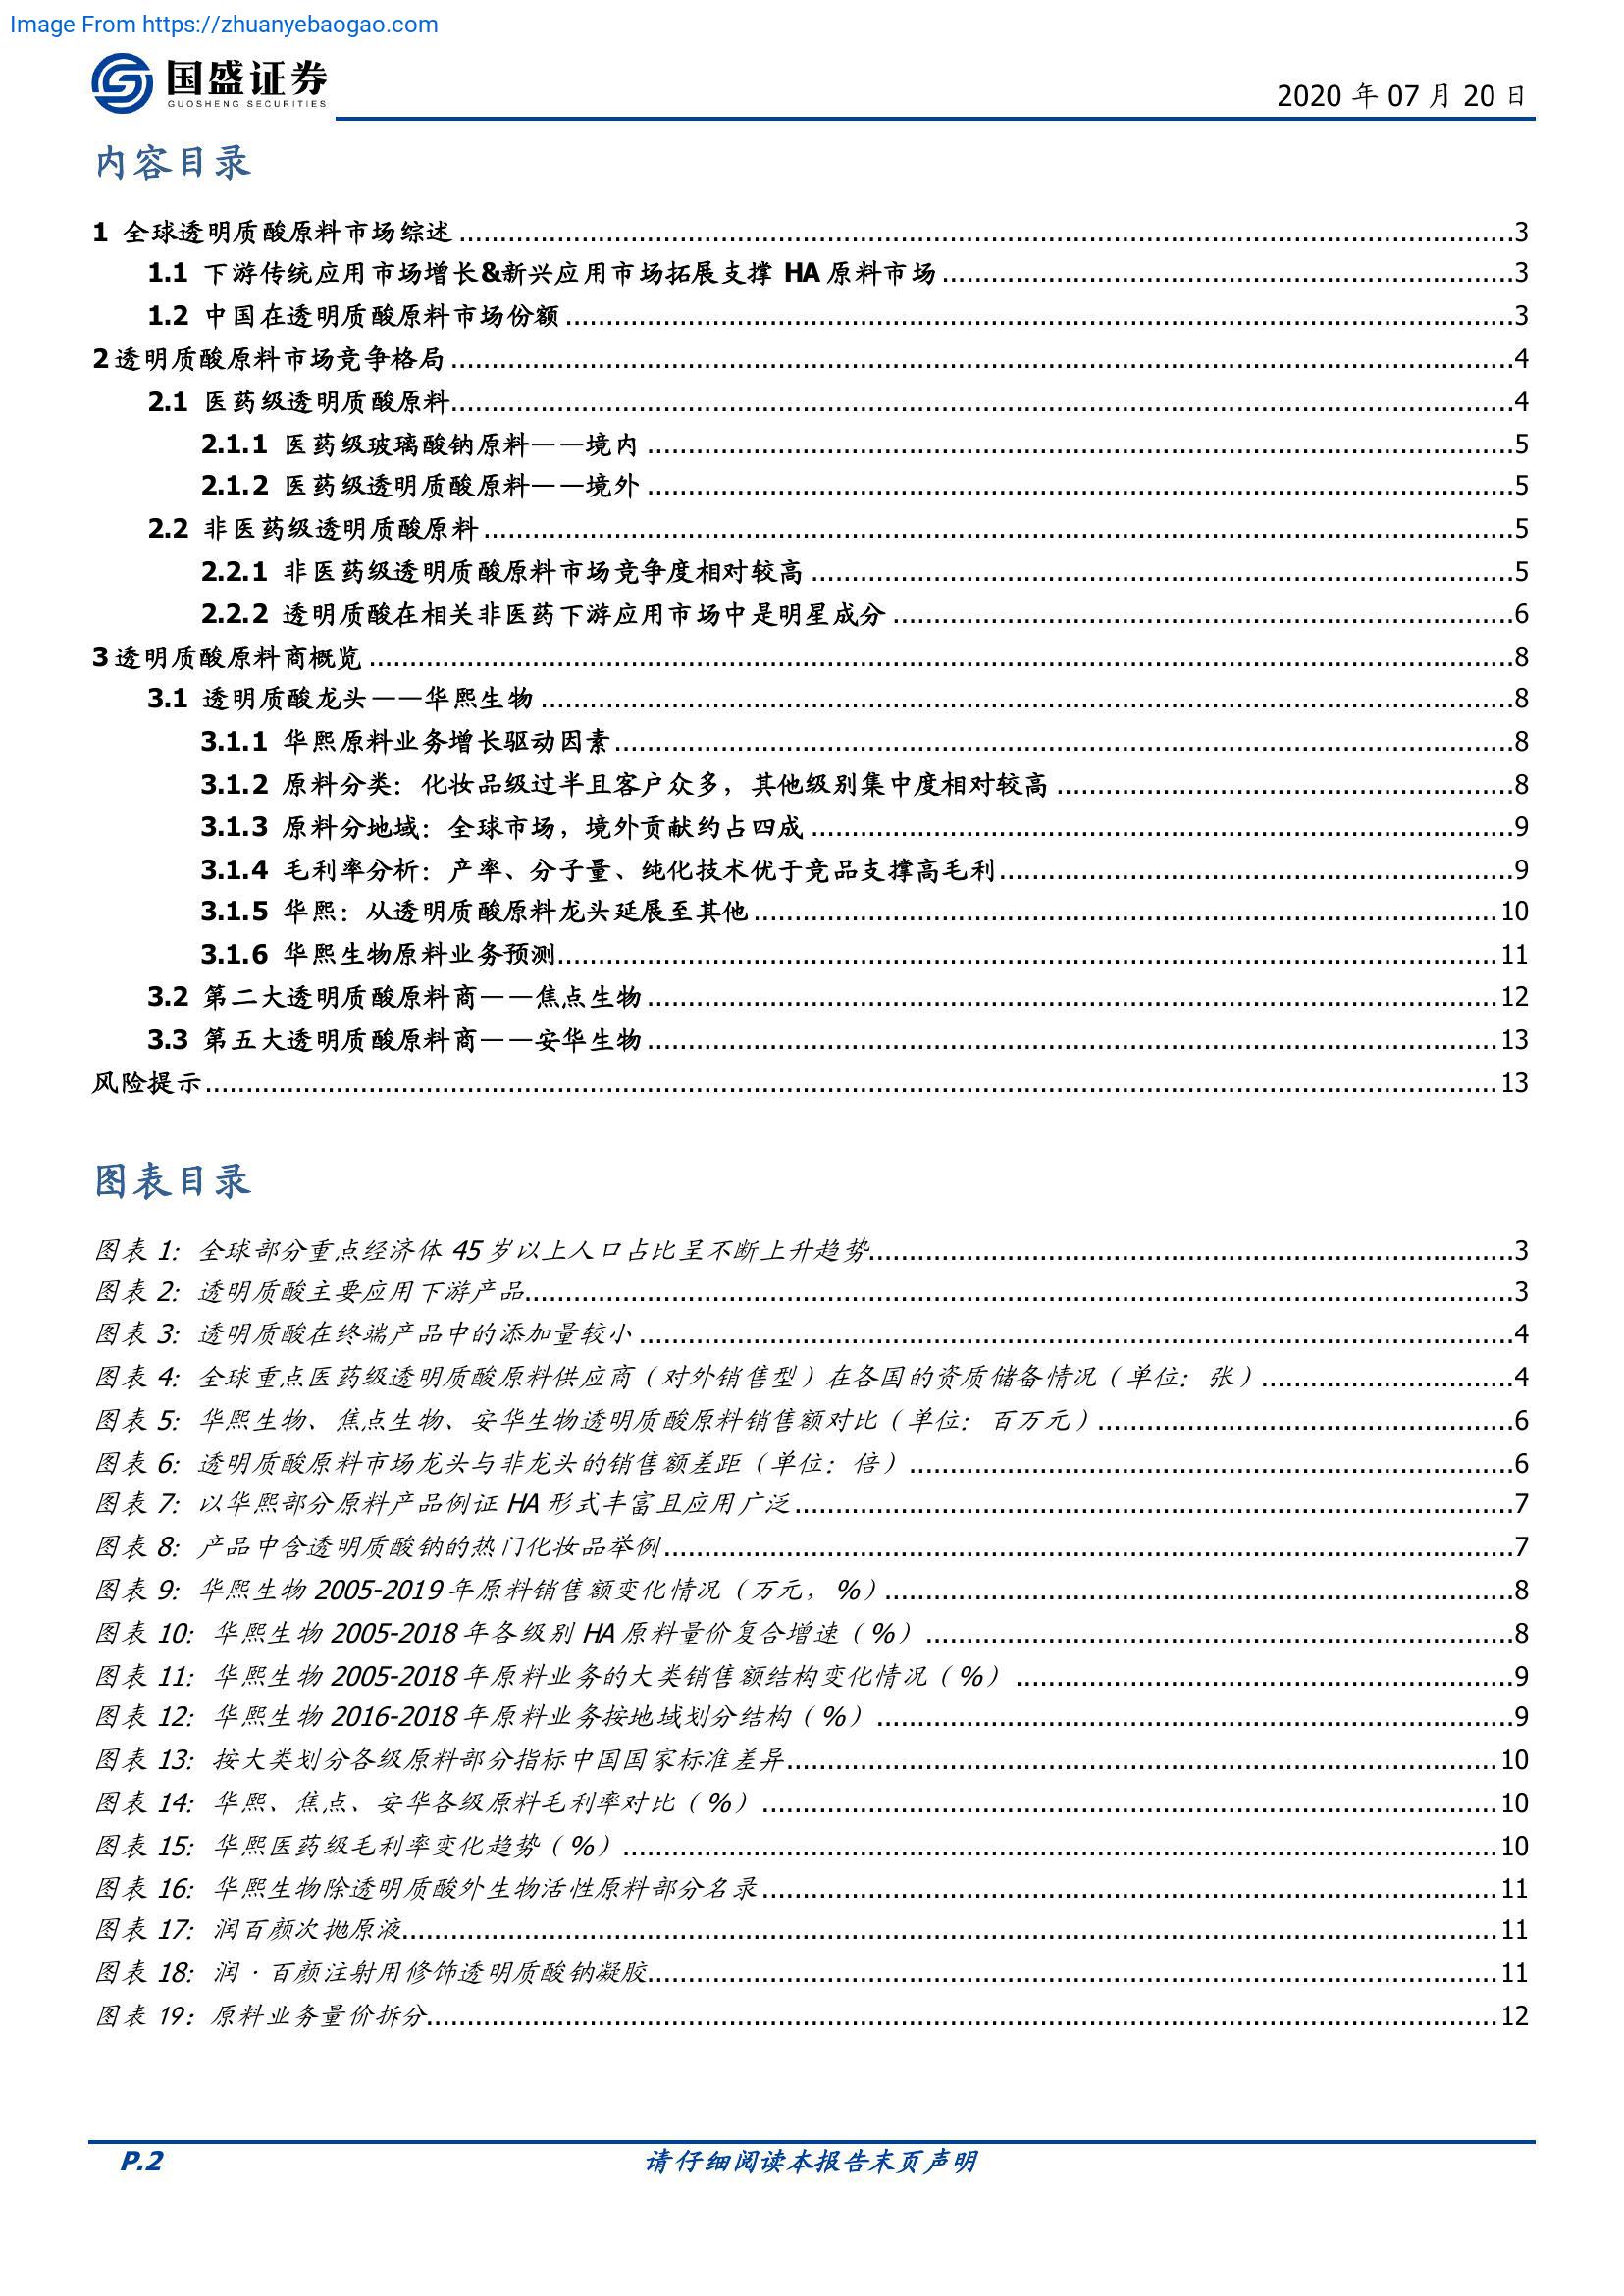 Image From https://zhuanyebaogao.com
国盛证券
GUOSHENG SECURITIES
2020 年 07 月 20 日
内容目录
1 全球透明质酸原料市场综述 ........ 3
1.1 下游传统应用市场增长&新兴应用市场拓展支撑 HA 原料市场 ........ 3
1.2 中国在透明质酸原料市场份额 ........ 3
2 透明质酸原料市场竞争格局 ........ 4
2.1 医药级透明质酸原料 ........ 4
2.1.1 医药级玻璃酸钠原料——境内 ........ 5
2.1.2 医药级透明质酸原料——境外 ........ 5
2.2 非医药级透明质酸原料 ........ 5
2.2.1 非医药级透明质酸原料市场竞争度相对较高 ........ 5
2.2.2 透明质酸在相关非医药下游应用市场中是明星成分 ........ 6
3 透明质酸原料商概览 ........ 8
3.1 透明质酸龙头——华熙生物 ........ 8
3.1.1 华熙原料业务增长驱动因素 ........ 8
3.1.2 原料分类：化妆品级过半且客户众多，其他级别集中度相对较高 ........ 8
3.1.3 原料分地域：全球市场，境外贡献约占四成 ........ 9
3.1.4 毛利率分析：产率、分子量、纯化技术优于竞品支撑高毛利 ........ 9
3.1.5 华熙：从透明质酸原料龙头延展至其他 ........ 10
3.1.6 华熙生物原料业务预测 ........ 11
3.2 第二大透明质酸原料商——焦点生物 ........ 12
3.3 第五大透明质酸原料商——安华生物 ........ 13
风险提示 ........ 13
图表目录
图表 1: 全球部分重点经济体 45 岁以上人口占比呈不断上升趋势 ........ 3
图表 2: 透明质酸主要应用下游产品 ........ 3
图表 3: 透明质酸在终端产品中的添加量较小 ........ 4
图表 4: 全球重点医药级透明质酸原料供应商（对外销售型）在各国的资质储备情况（单位：张） ........ 4
图表 5: 华熙生物、焦点生物、安华生物透明质酸原料销售额对比（单位：百万元） ........ 6
图表 6: 透明质酸原料市场龙头与非龙头的销售额差距（单位：倍） ........ 6
图表 7: 以华熙部分原料产品例证 HA 形式丰富且应用广泛 ........ 7
图表 8: 产品中含透明质酸钠的热门化妆品举例 ........ 7
图表 9: 华熙生物 2005-2019 年原料销售额变化情况（万元，%） ........ 8
图表 10: 华熙生物 2005-2018 年各级别 HA 原料量价复合增速（%） ........ 8
图表 11: 华熙生物 2005-2018 年原料业务的大类销售额结构变化情况（%） ........ 9
图表 12: 华熙生物 2016-2018 年原料业务按地域划分结构（%） ........ 9
图表 13: 按大类划分各级原料部分指标中国国家标准差异 ........ 10
图表 14: 华熙、焦点、安华各级原料毛利率对比（%） ........ 10
图表 15: 华熙医药级毛利率变化趋势（%） ........ 10
图表 16: 华熙生物除透明质酸外生物活性原料部分名录 ........ 11
图表 17: 润百颜次抛原液 ........ 11
图表 18: 润·百颜注射用修饰透明质酸钠凝胶 ........ 11
图表 19：原料业务量价拆分 ........ 12
P.2
请仔细阅读本报告末页声明